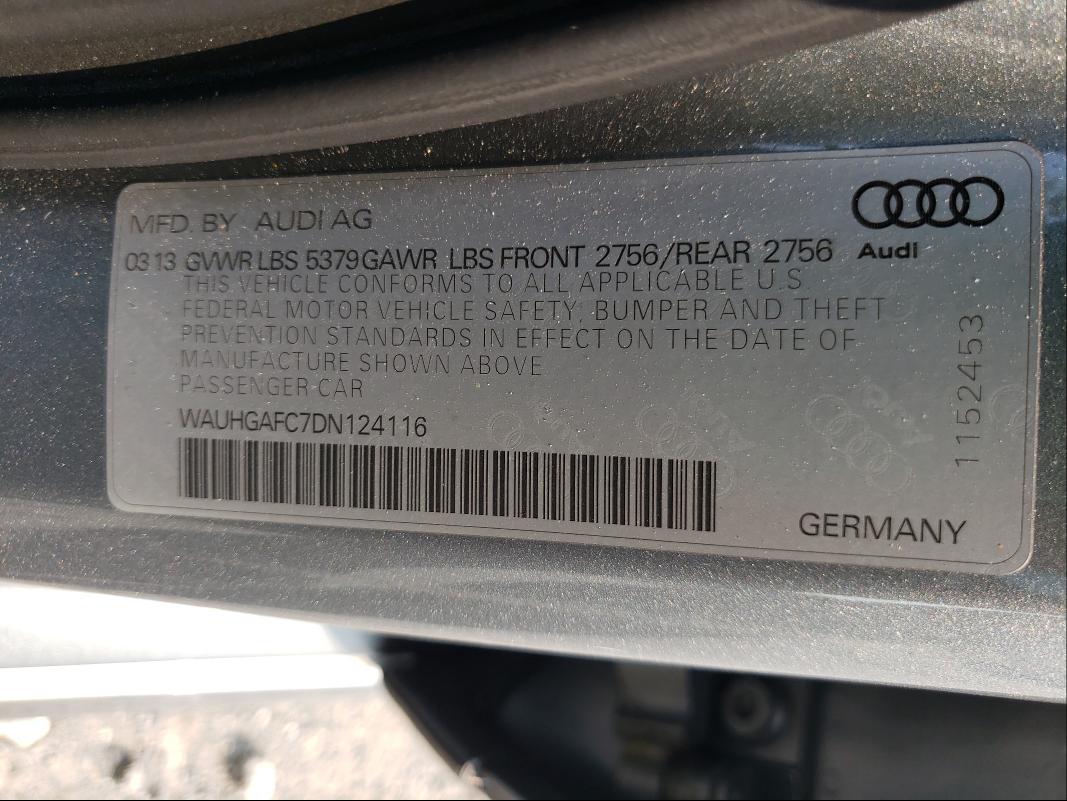 MFD. BY AUDI AG
03 13 GVWR LBS 5379 GAWR LBS FRONT 2756/REAR 2756
Audi
THIS VEHICLE CONFORMS TO ALL APPLICABLE U.S.
FEDERAL MOTOR VEHICLE SAFETY, BUMPER AND THEFT
PREVENTION STANDARDS IN EFFECT ON THE DATE OF
MANUFACTURE SHOWN ABOVE
PASSENGER CAR
WAUHGAFC7DN124116
1152453
GERMANY